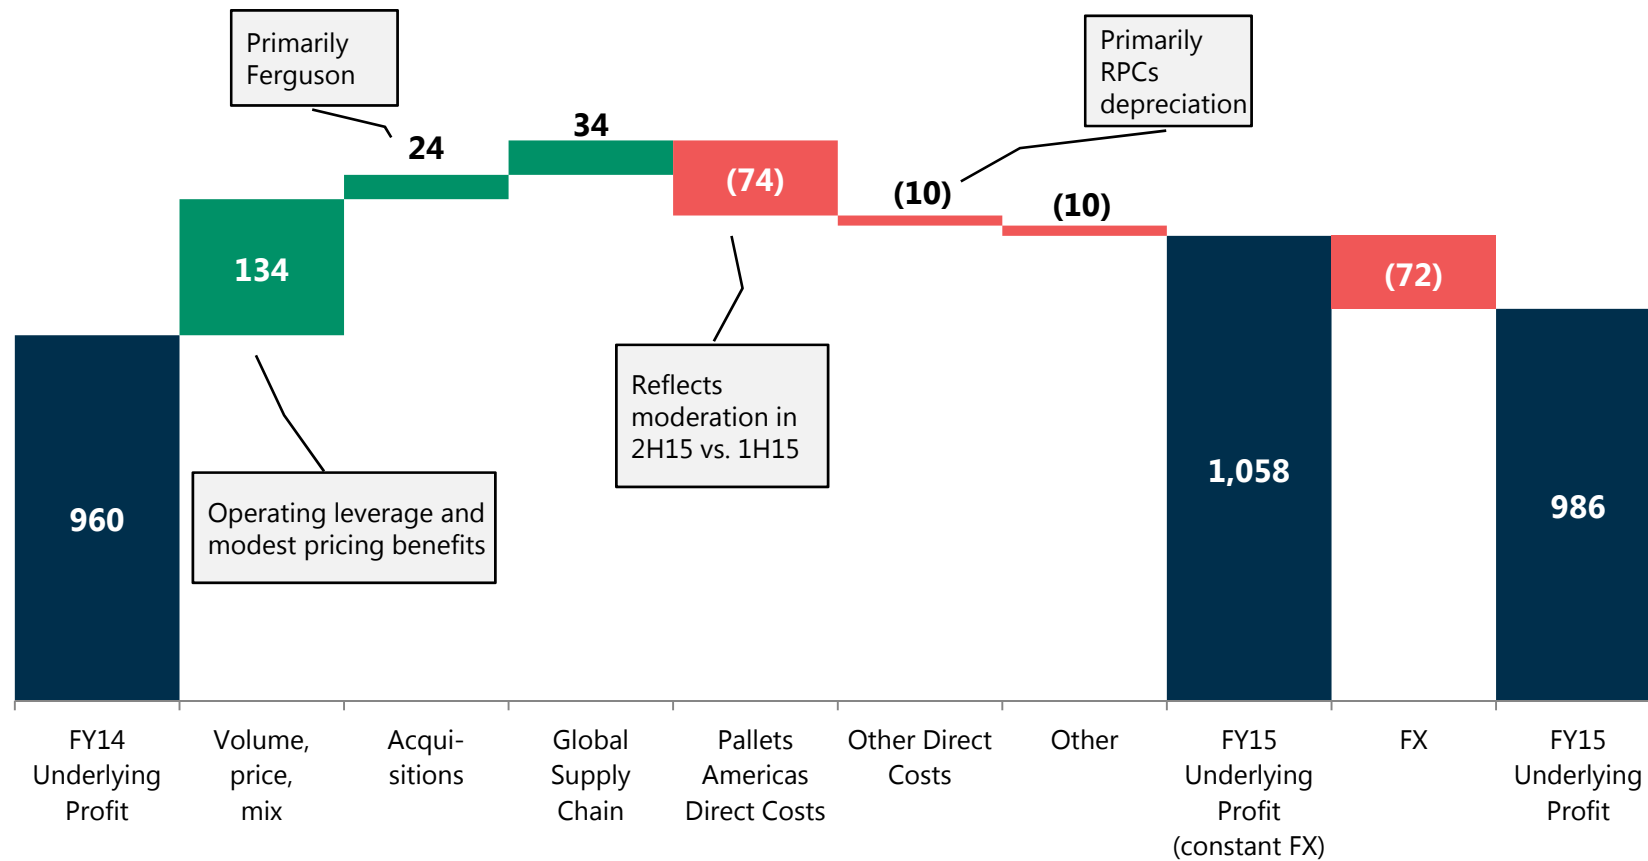 Primarily
Ferguson
Primarily
RPCs
depreciation
24
34
(74)
(10)
(10)
134
(72)
Reflects
moderation in
2H15 vs. 1H15
Operating leverage and
modest pricing benefits
960
1,058
986
FY14
Underlying
Profit
Volume,
price,
mix
Acqui-
sitions
Global
Supply
Chain
Pallets
Americas
Direct Costs
Other Direct
Costs
Other
FY15
Underlying
Profit
(constant FX)
FX
FY15
Underlying
Profit